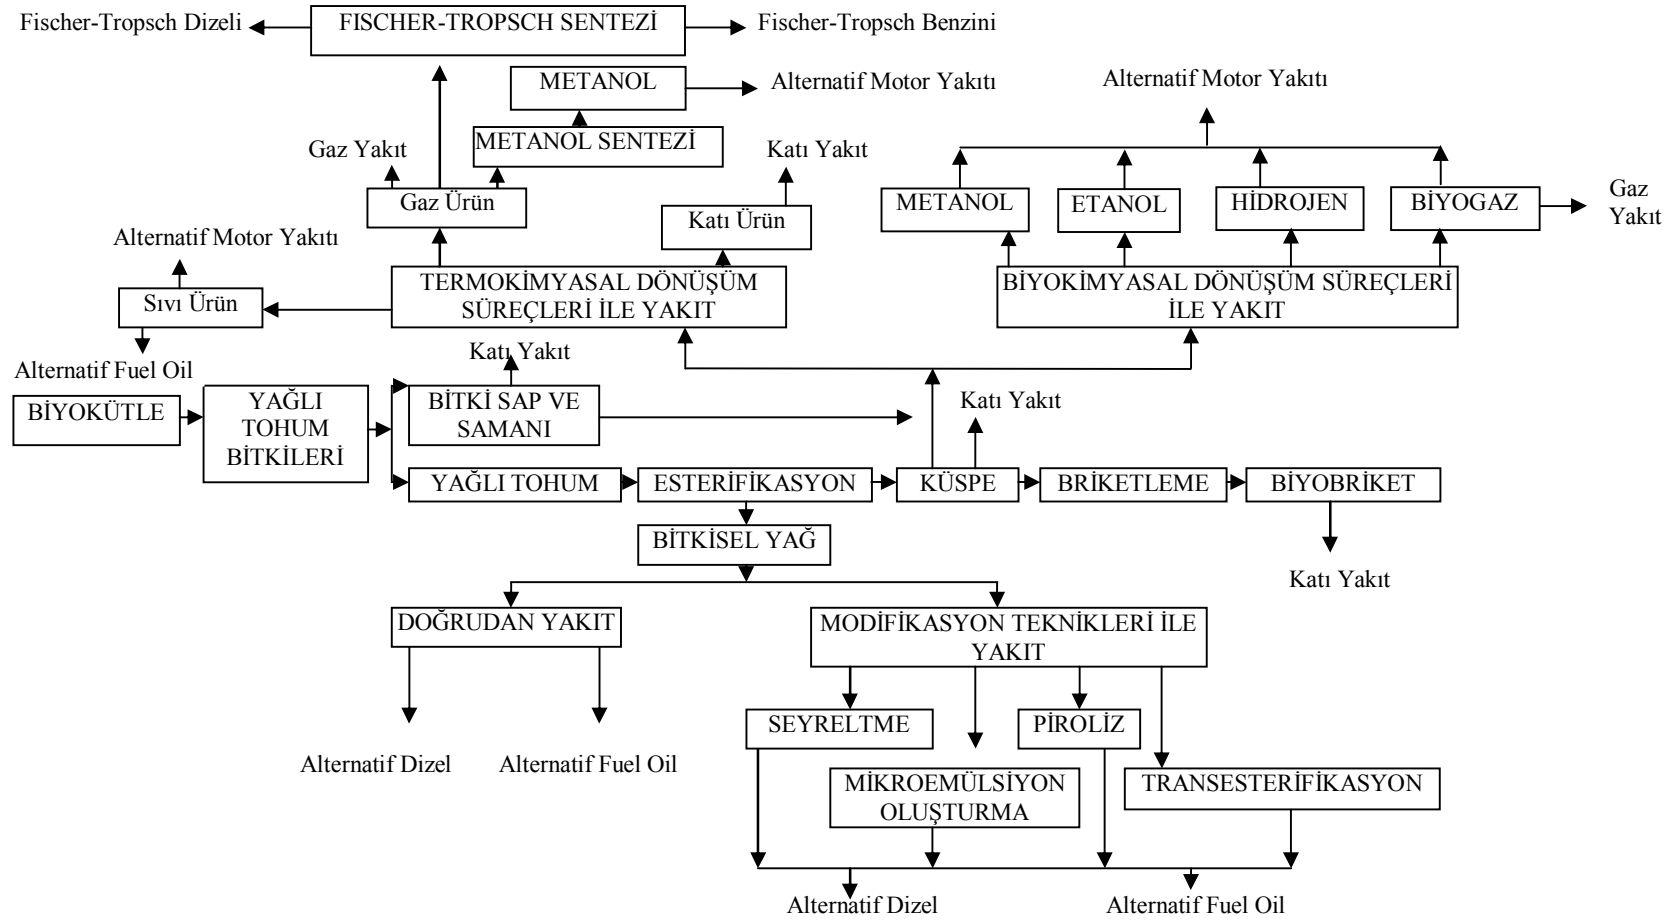 Fischer-Tropsch Dizeli
FISCHER-TROPSCH SENTEZİ
Fischer-Tropsch Benzini
METANOL
Alternatif Motor Yakıtı
Alternatif Motor Yakıtı
METANOL SENTEZİ
Gaz Yakıt
Katı Yakıt
Gaz Ürün
Katı Ürün
METANOL
ETANOL
HİDROJEN
BİYOGAZ
Gaz
Yakıt
Alternatif Motor Yakıtı
Sıvı Ürün
TERMOKİMYASAL DÖNÜŞÜM
SÜREÇLERİ İLE YAKIT
BİYOKİMYASAL DÖNÜŞÜM SÜREÇLERİ
İLE YAKIT
Alternatif Fuel Oil
Katı Yakıt
BİYOKÜTLE
YAĞLI
TOHUM
BİTKİLERİ
BİTKİ SAP VE
SAMANI
Katı Yakıt
YAĞLI TOHUM
ESTERİFİKASYON
KÜSPE
BRİKETLEME
BİYOBRİKET
BİTKİSEL YAĞ
Katı Yakıt
DOĞRUDAN YAKIT
MODİFİKASYON TEKNİKLERİ İLE
YAKIT
SEYRELTME
PİROLİZ
Alternatif Dizel
Alternatif Fuel Oil
MİKROEMÜLSİYON
OLUŞTURMA
TRANSESTERİFİKASYON
Alternatif Dizel
Alternatif Fuel Oil